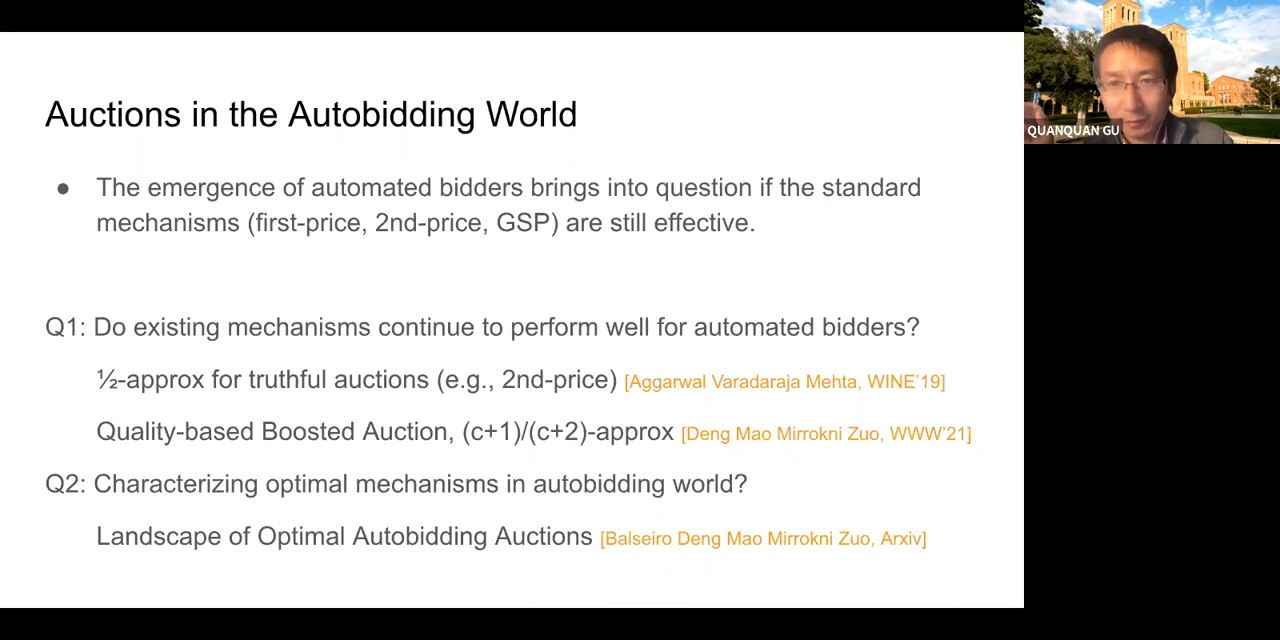 Auctions in the Autobidding World
QUANQUAN GU
● The emergence of automated bidders brings into question if the standard
mechanisms (first-price, 2nd-price, GSP) are still effective.
Q1: Do existing mechanisms continue to perform well for automated bidders?
½-approx for truthful auctions (e.g., 2nd-price) [Aggarwal Varadaraja Mehta, WINE'19]
Quality-based Boosted Auction, (c+1)/(c+2)-approx [Deng Mao Mirrokni Zuo, WWW'21]
Q2: Characterizing optimal mechanisms in autobidding world?
Landscape of Optimal Autobidding Auctions [Balseiro Deng Mao Mirrokni Zuo, Arxiv]